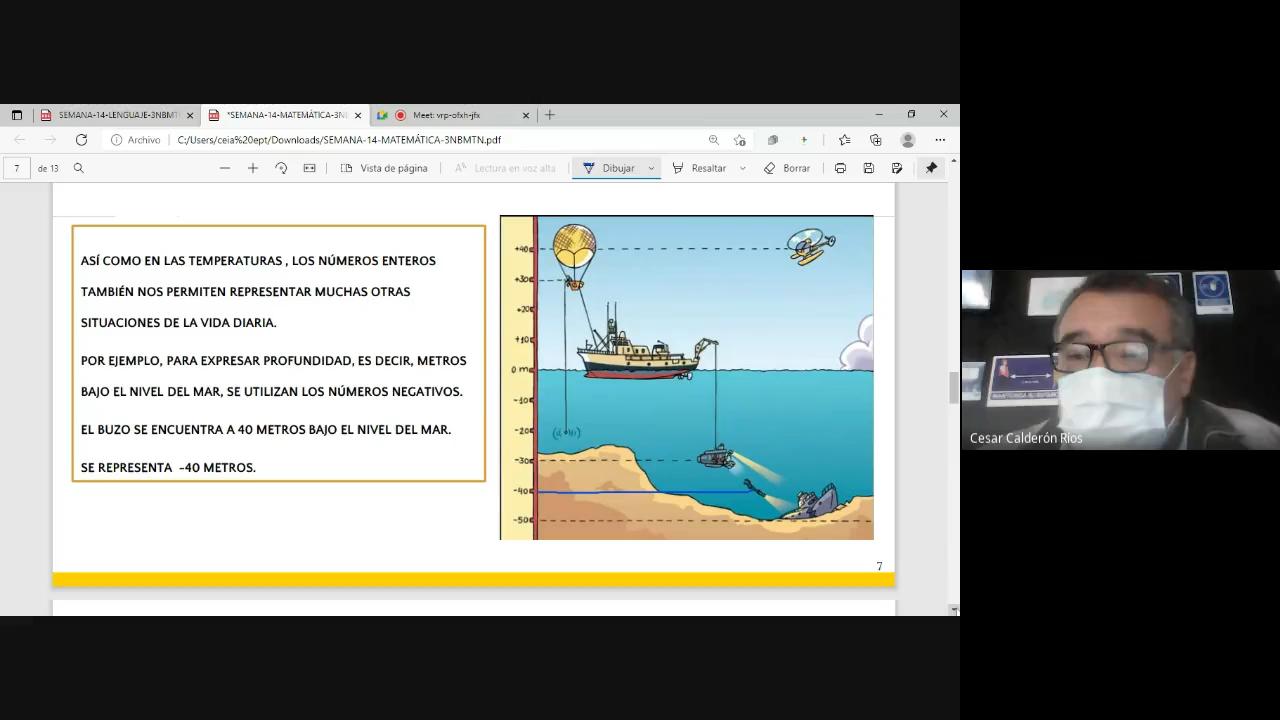 SEMANA-14-LENGUAJE-3NBMT
*SEMANA-14-MATEMÁTICA-3NI
Meet: vrp-ofxh-jfx
Archivo
C:/Users/ceia%20ept/Downloads/SEMANA-14-MATEMÁTICA-3NBMTN.pdf
7
de 13
Vista de página
Lectura en voz alta
Dibujar
Resaltar
Borrar
ASÍ COMO EN LAS TEMPERATURAS , LOS NÚMEROS ENTEROS
TAMBIÉN NOS PERMITEN REPRESENTAR MUCHAS OTRAS
SITUACIONES DE LA VIDA DIARIA.
POR EJEMPLO, PARA EXPRESAR PROFUNDIDAD, ES DECIR, METROS
BAJO EL NIVEL DEL MAR, SE UTILIZAN LOS NÚMEROS NEGATIVOS.
EL BUZO SE ENCUENTRA A 40 METROS BAJO EL NIVEL DEL MAR.
SE REPRESENTA -40 METROS.
+40
+30
+20
+10
0 m
-10
-20
-30
-40
-50
7
Cesar Calderón Rios